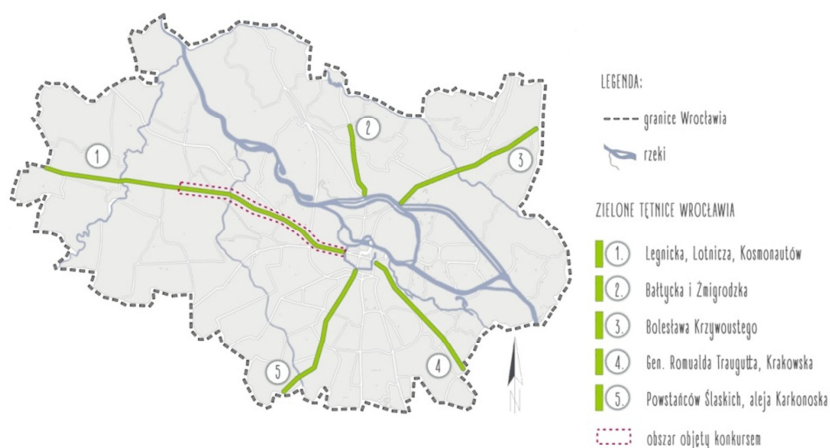 LEGENDA:
granice Wrocławia
rzeki
ZIELONE TĘTNICE WROCŁAWIA
1. Legnicka, Lotnicza, Kosmonautów
2. Bałtycka i Żmigrodzka
3. Bolesława Krzywoustego
4. Gen. Romualda Traugutta, Krakowska
5. Powstańców Śląskich, aleja Karkonoska
obszar objęty konkursem
1
2
3
4
5
N